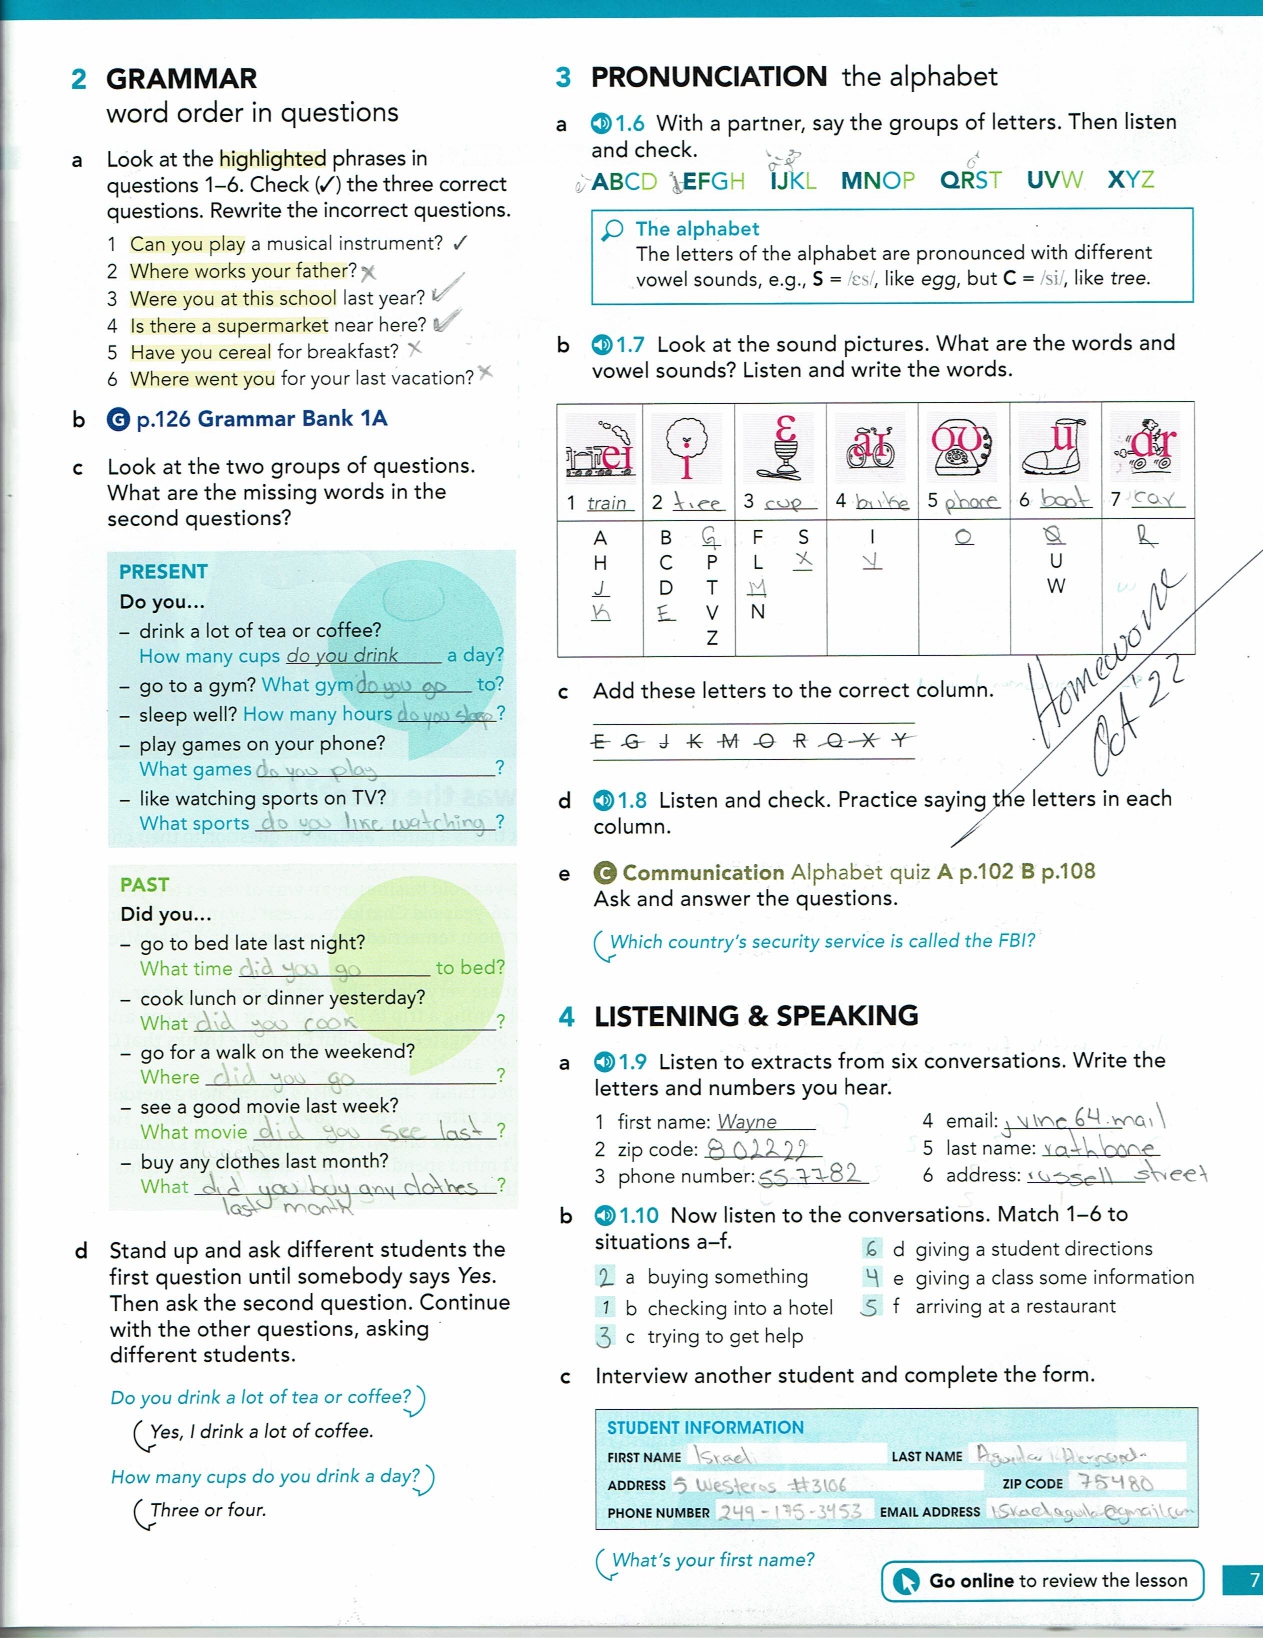 2 GRAMMAR
word order in questions
a Look at the highlighted phrases in
questions 1–6. Check (✓) the three correct
questions. Rewrite the incorrect questions.
1 Can you play a musical instrument? ✓
2 Where works your father? x
3 Were you at this school last year? ✓
4 Is there a supermarket near here? ✓
5 Have you cereal for breakfast? x
6 Where went you for your last vacation? x
b G p.126 Grammar Bank 1A
c Look at the two groups of questions.
What are the missing words in the
second questions?
PRESENT
Do you...
– drink a lot of tea or coffee?
How many cups do you drink a day?
– go to a gym? What gym do you go to?
– sleep well? How many hours do you sleep?
– play games on your phone?
What games do you play?
– like watching sports on TV?
What sports do you like watching?
PAST
Did you...
– go to bed late last night?
What time did you go to bed?
– cook lunch or dinner yesterday?
What did you cook?
– go for a walk on the weekend?
Where did you go?
– see a good movie last week?
What movie did you see last?
– buy any clothes last month?
What did you buy any clothes?
last month
d Stand up and ask different students the
first question until somebody says Yes.
Then ask the second question. Continue
with the other questions, asking
different students.
Do you drink a lot of tea or coffee?
Yes, I drink a lot of coffee.
How many cups do you drink a day?
Three or four.
3 PRONUNCIATION the alphabet
a 1.6 With a partner, say the groups of letters. Then listen
and check.
ABCD EFGH IJKL MNOP QRST UVW XYZ
The alphabet
The letters of the alphabet are pronounced with different
vowel sounds, e.g., S = /ɛs/, like egg, but C = /si/, like tree.
b 1.7 Look at the sound pictures. What are the words and
vowel sounds? Listen and write the words.
eɪ i ɛ aɪ oʊ u ɑr
1 train 2 tree 3 cup 4 bike 5 phone 6 boot 7 car
A B G F S I O Q R
H C P L X Y U
J D T M W
K E V N
Z
Homework
Oct '22
c Add these letters to the correct column.
E G J K M O R Q X Y
d 1.8 Listen and check. Practice saying the letters in each
column.
e C Communication Alphabet quiz A p.102 B p.108
Ask and answer the questions.
Which country's security service is called the FBI?
4 LISTENING & SPEAKING
a 1.9 Listen to extracts from six conversations. Write the
letters and numbers you hear.
1 first name: Wayne
2 zip code: 802222
3 phone number: 557782
4 email: jvine64.mail
5 last name: rathbone
6 address: russell street
b 1.10 Now listen to the conversations. Match 1–6 to
situations a–f.
2 a buying something
1 b checking into a hotel
3 c trying to get help
6 d giving a student directions
4 e giving a class some information
5 f arriving at a restaurant
c Interview another student and complete the form.
STUDENT INFORMATION
FIRST NAME Israel LAST NAME Aguilar
ADDRESS 5 Westeros #3106 ZIP CODE 75480
PHONE NUMBER 249-175-3453 EMAIL ADDRESS
What's your first name?
Go online to review the lesson
7